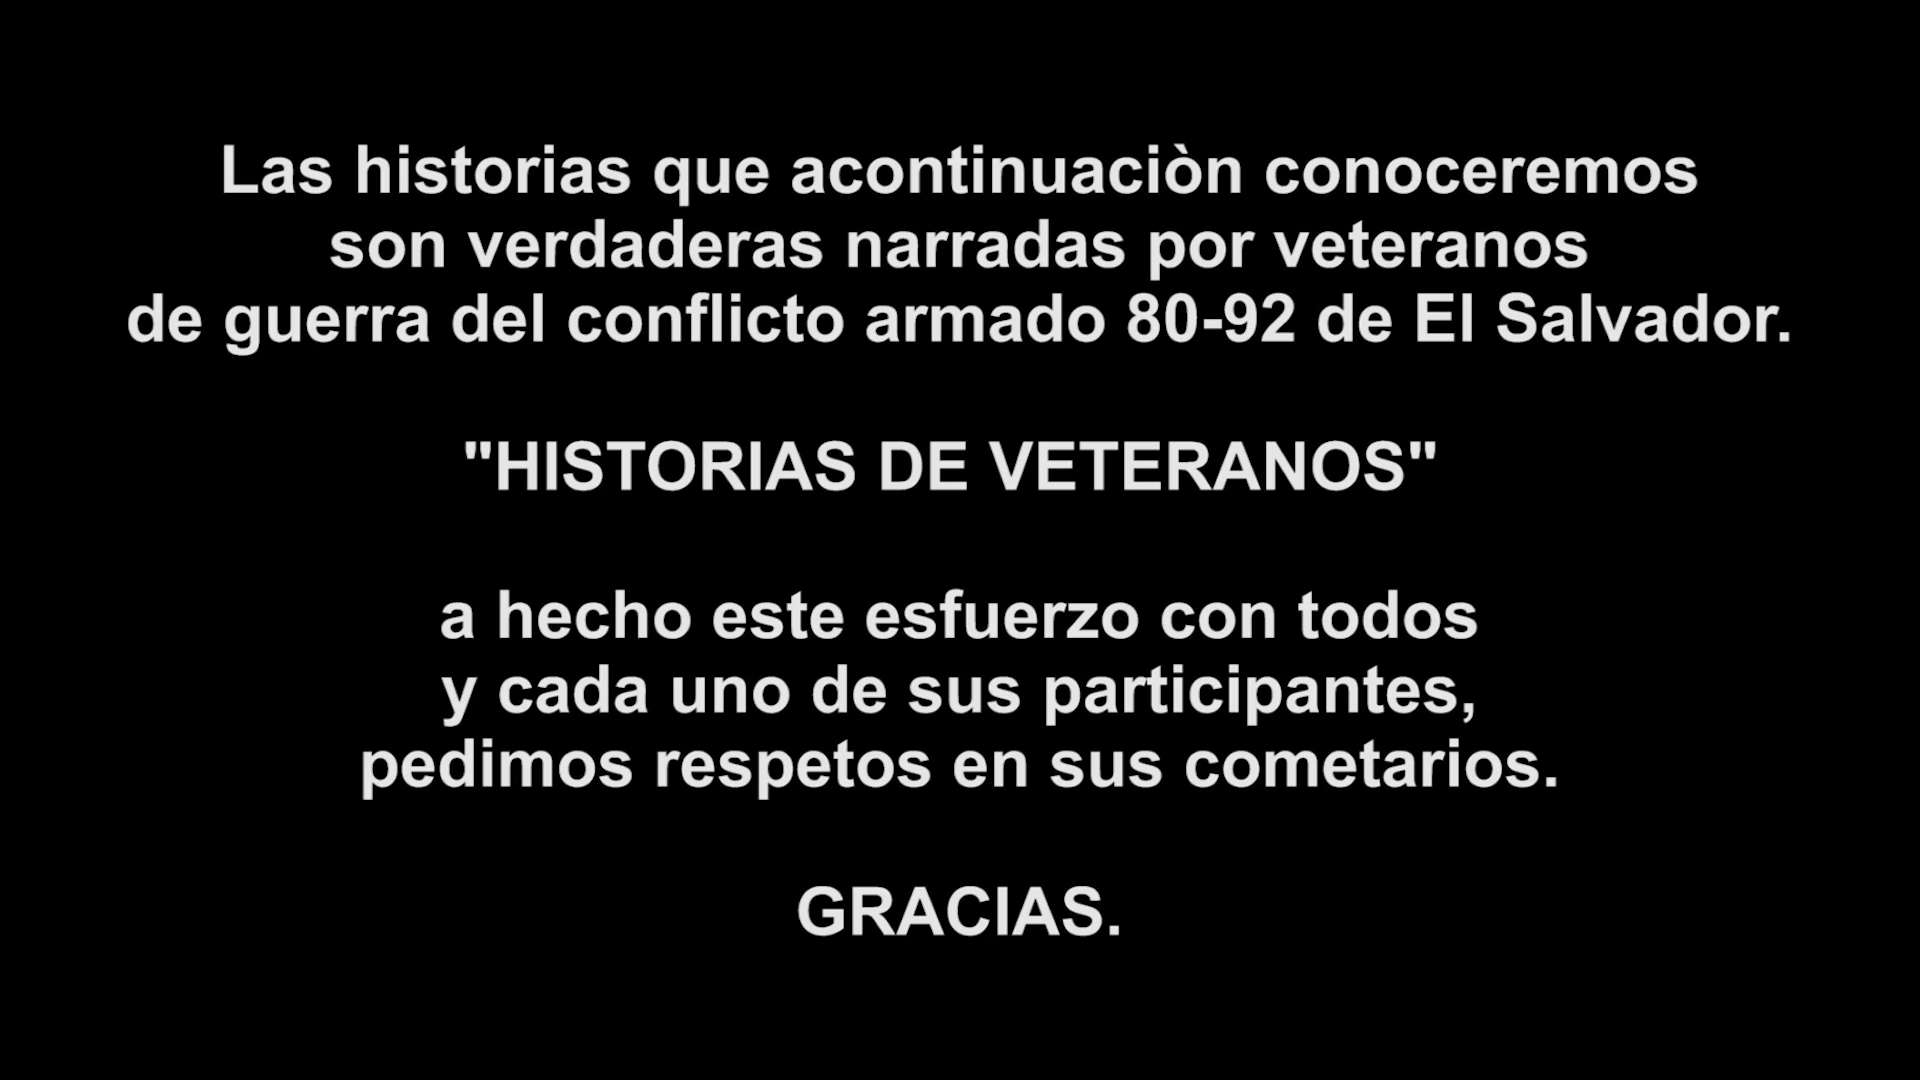 Las historias que acontinuaciòn conoceremos
son verdaderas narradas por veteranos
de guerra del conflicto armado 80-92 de El Salvador.
"HISTORIAS DE VETERANOS"
a hecho este esfuerzo con todos
y cada uno de sus participantes,
pedimos respetos en sus cometarios.
GRACIAS.